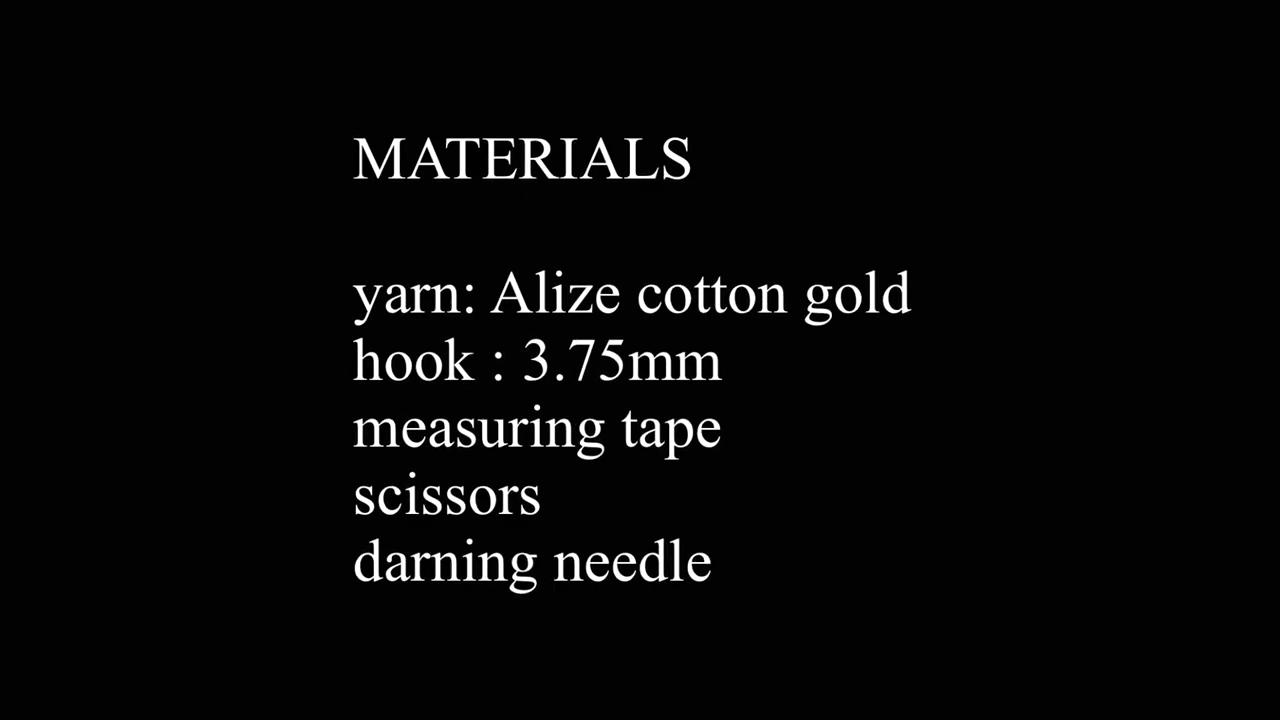 MATERIALS
yarn: Alize cotton gold
hook : 3.75mm
measuring tape
scissors
darning needle